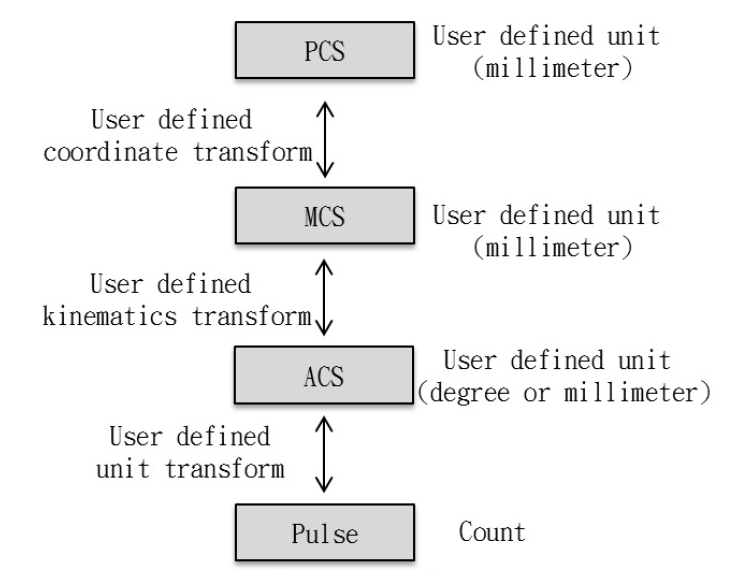 PCS
User defined unit
(millimeter)
User defined
coordinate transform
MCS
User defined unit
(millimeter)
User defined
kinematics transform
ACS
User defined unit
(degree or millimeter)
User defined
unit transform
Pulse
Count